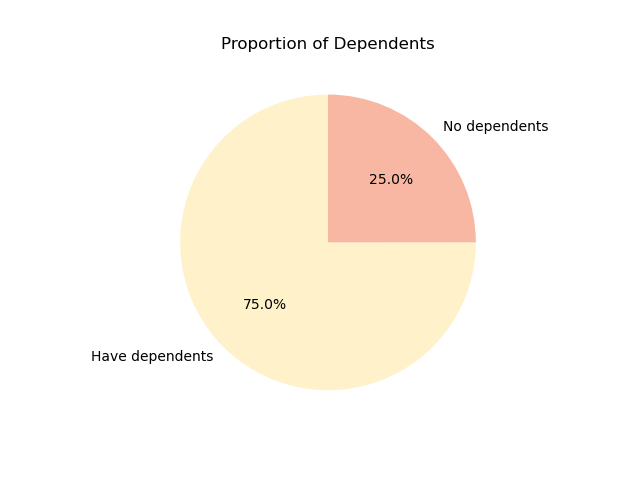 Proportion of Dependents
No dependents
25.0%
75.0%
Have dependents